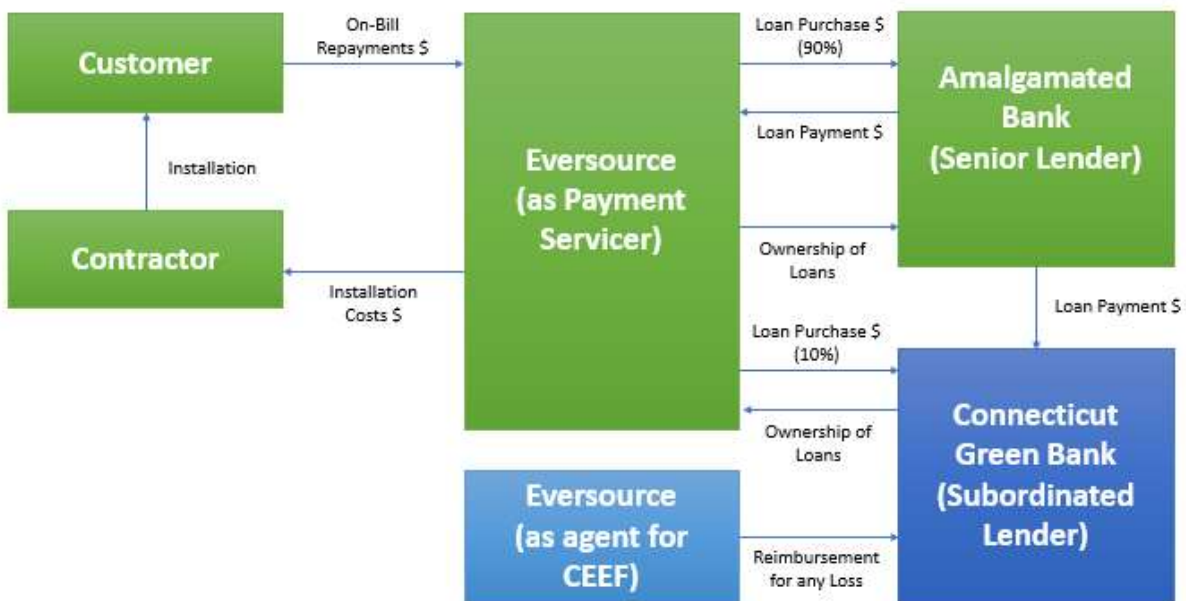 Customer
On-Bill
Repayments $
Installation
Contractor
Installation
Costs $
Eversource
(as Payment
Servicer)
Loan Purchase $
(90%)
Loan Payment $
Ownership of
Loans
Loan Purchase $
(10%)
Ownership of
Loans
Amalgamated
Bank
(Senior Lender)
Loan Payment $
Connecticut
Green Bank
(Subordinated
Lender)
Eversource
(as agent for
CEEF)
Reimbursement
for any Loss